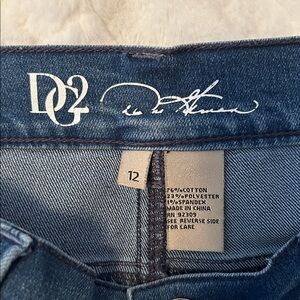 DG2
12
76%COTTON
23%POLYESTER
1%SPANDEX
MADE IN CHINA
RN 92309
SEE REVERSE SIDE
FOR CARE